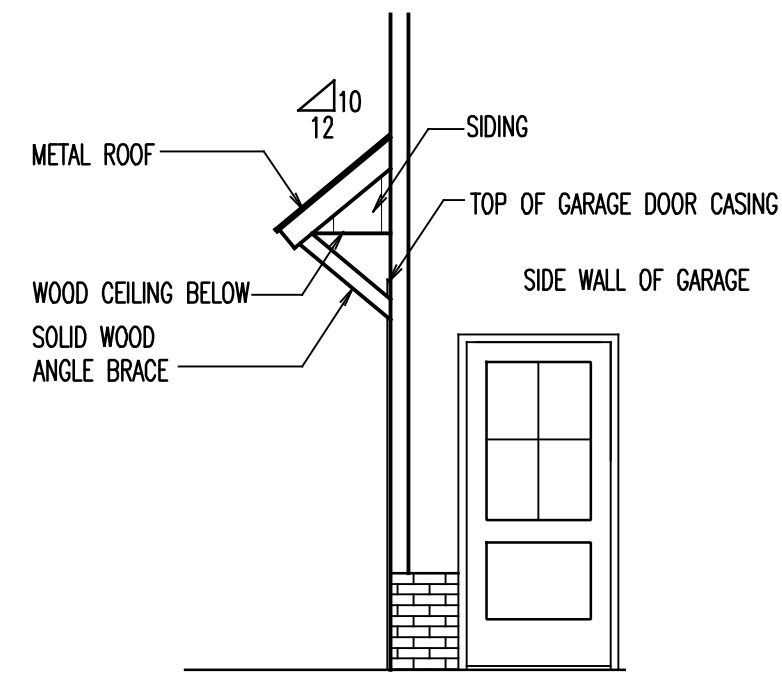 10
12
SIDING
METAL ROOF
TOP OF GARAGE DOOR CASING
SIDE WALL OF GARAGE
WOOD CEILING BELOW
SOLID WOOD
ANGLE BRACE